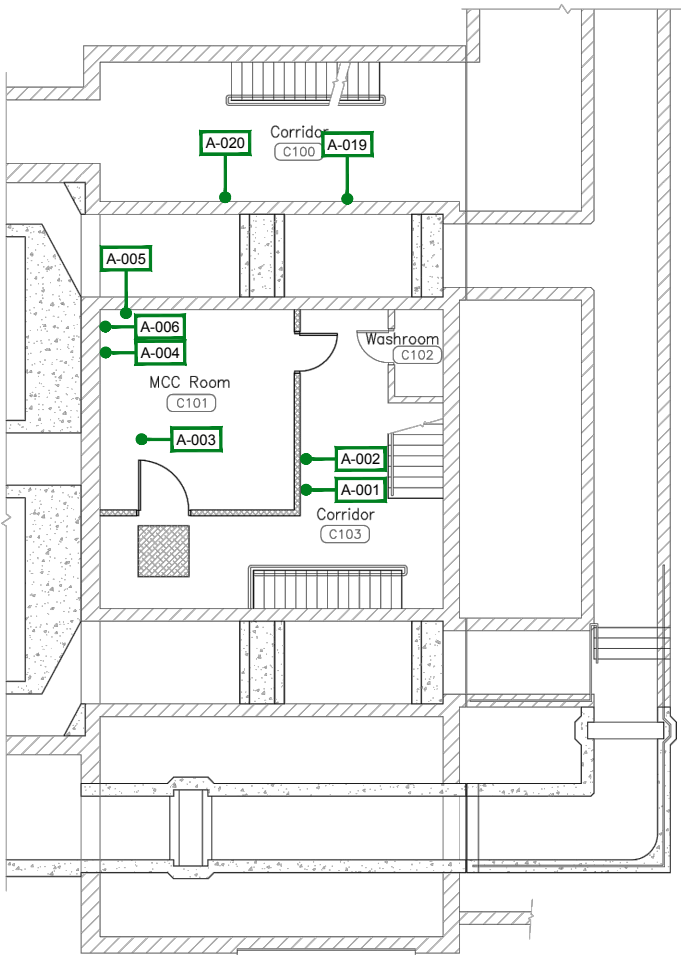 Corridor
C100
A-020
A-019
A-005
A-006
A-004
Washroom
C102
MCC Room
C101
A-003
A-002
A-001
Corridor
C103